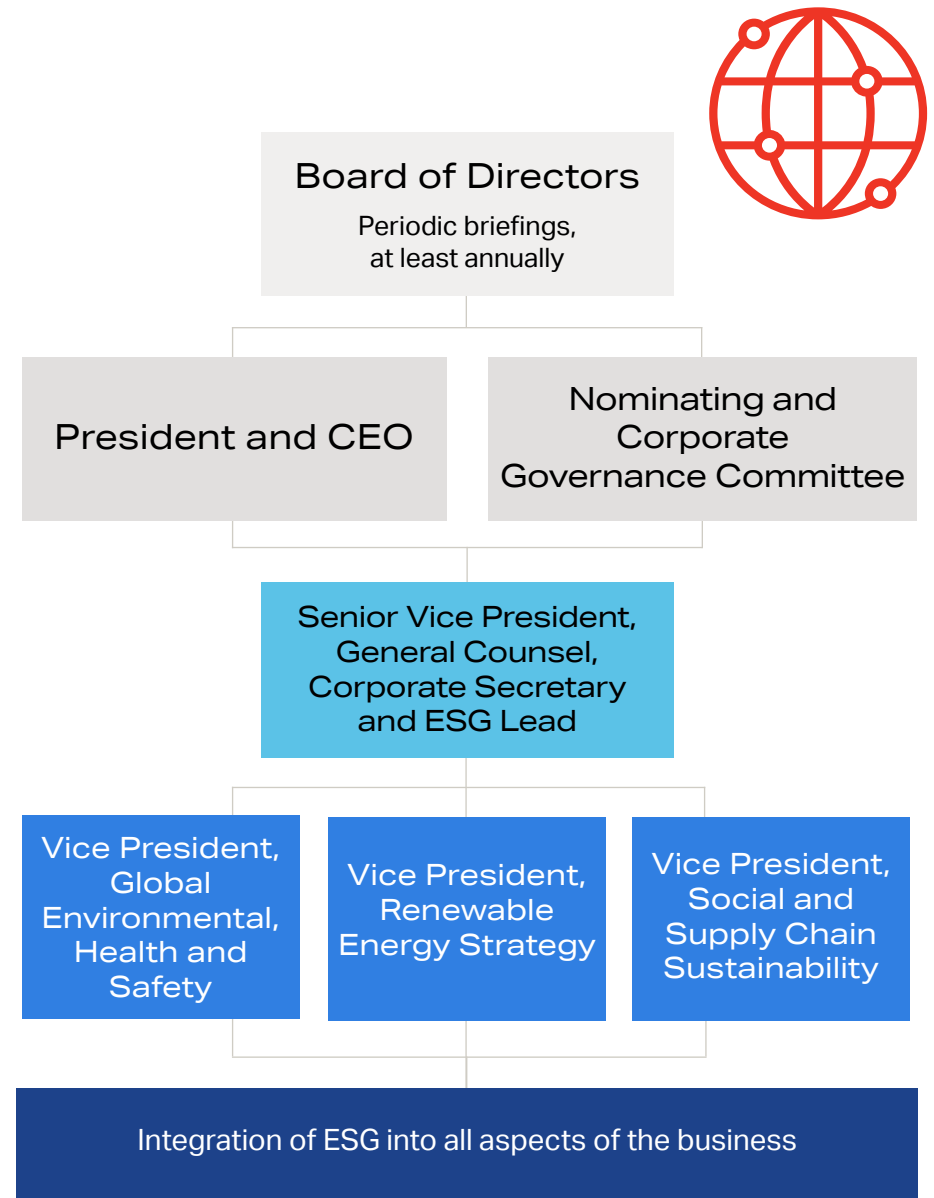 Board of Directors
Periodic briefings,
at least annually
President and CEO
Nominating and
Corporate
Governance Committee
Senior Vice President,
General Counsel,
Corporate Secretary
and ESG Lead
Vice President,
Global
Environmental,
Health and
Safety
Vice President,
Renewable
Energy Strategy
Vice President,
Social and
Supply Chain
Sustainability
Integration of ESG into all aspects of the business